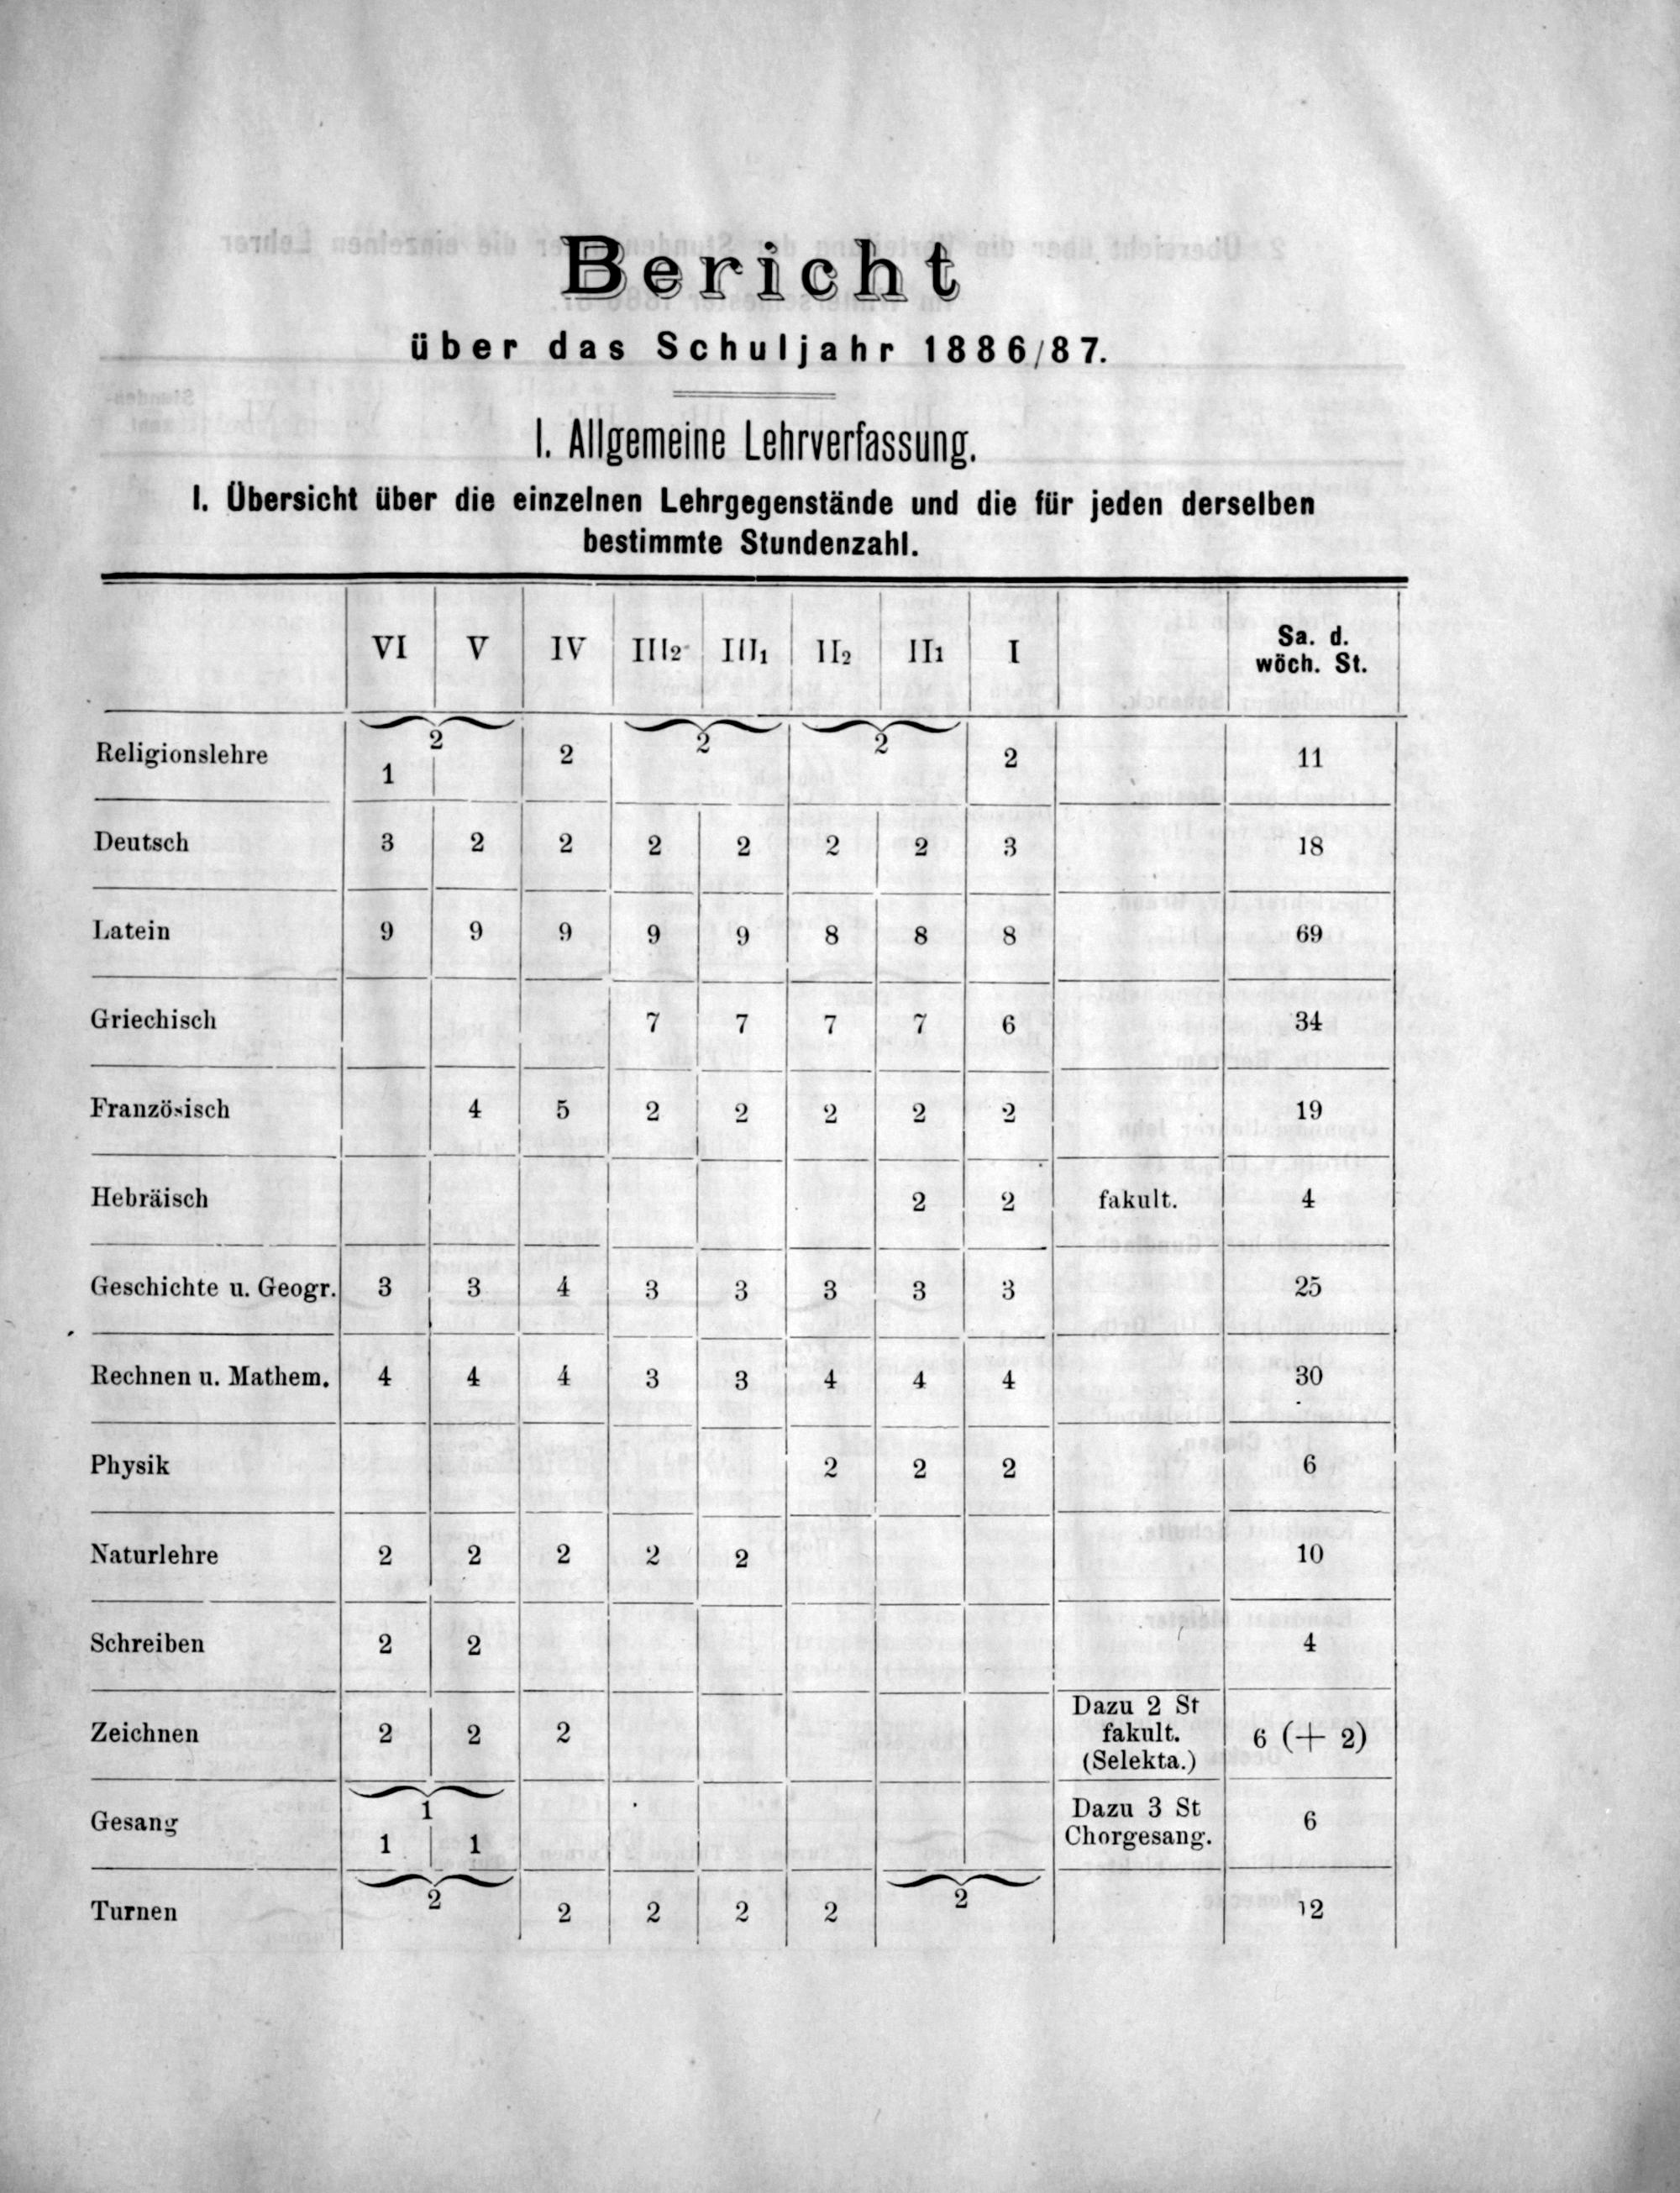 Bericht
über das Schuljahr 1886/87.
I. Allgemeine Lehrverfassung.
I. Übersicht über die einzelnen Lehrgegenstände und die für jeden derselben
bestimmte Stundenzahl.
VI V IV III2 III1 II2 II1 I Sa. d.
wöch. St.
Religionslehre 2 1 2 2 2 2 11
Deutsch 3 2 2 2 2 2 2 3 18
Latein 9 9 9 9 9 8 8 8 69
Griechisch 7 7 7 7 6 34
Französisch 4 5 2 2 2 2 2 19
Hebräisch 2 2 fakult. 4
Geschichte u. Geogr. 3 3 4 3 3 3 3 3 25
Rechnen u. Mathem. 4 4 4 3 3 4 4 4 30
Physik 2 2 2 6
Naturlehre 2 2 2 2 2 10
Schreiben 2 2 4
Zeichnen 2 2 2 Dazu 2 St
fakult.
(Selekta.) 6 (+ 2)
Gesang 1
1 1 Dazu 3 St
Chorgesang. 6
Turnen 2 2 2 2 2 2 12